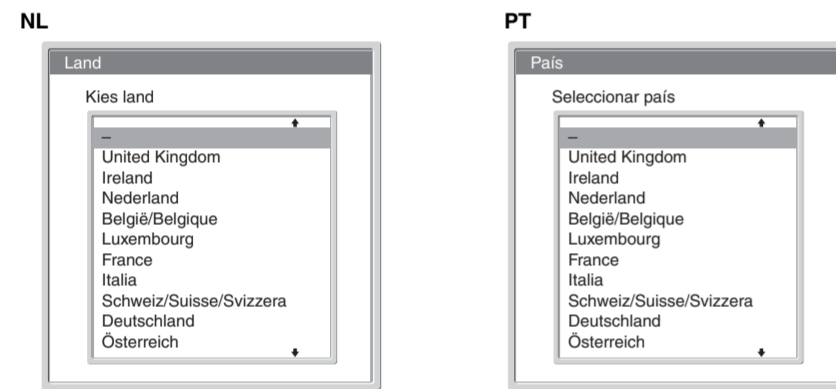 NL
Land
Kies land
–
United Kingdom
Ireland
Nederland
België/Belgique
Luxembourg
France
Italia
Schweiz/Suisse/Svizzera
Deutschland
Österreich
PT
País
Seleccionar país
–
United Kingdom
Ireland
Nederland
België/Belgique
Luxembourg
France
Italia
Schweiz/Suisse/Svizzera
Deutschland
Österreich